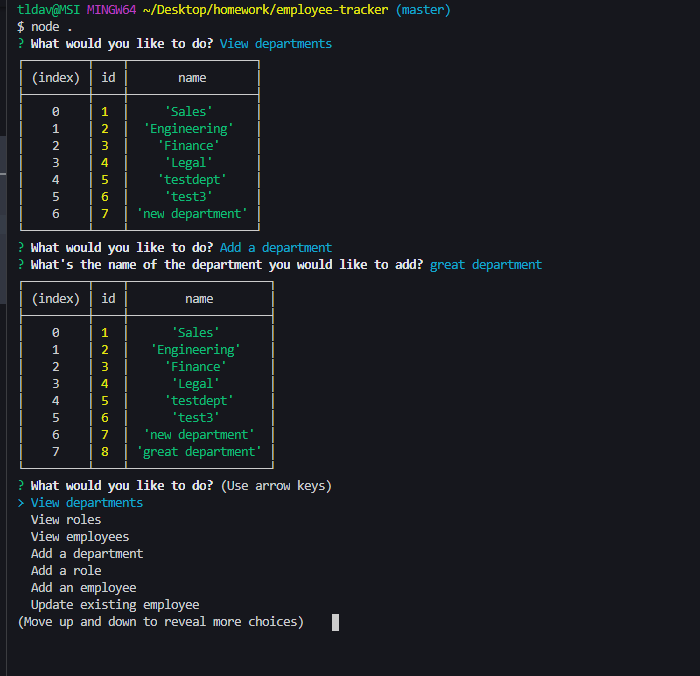 tldav@MSI MINGW64 ~/Desktop/homework/employee-tracker (master)
$ node .
? What would you like to do? View departments
(index) id name
0 1 'Sales'
1 2 'Engineering'
2 3 'Finance'
3 4 'Legal'
4 5 'testdept'
5 6 'test3'
6 7 'new department'
? What would you like to do? Add a department
? What's the name of the department you would like to add? great department
(index) id name
0 1 'Sales'
1 2 'Engineering'
2 3 'Finance'
3 4 'Legal'
4 5 'testdept'
5 6 'test3'
6 7 'new department'
7 8 'great department'
? What would you like to do? (Use arrow keys)
> View departments
View roles
View employees
Add a department
Add a role
Add an employee
Update existing employee
(Move up and down to reveal more choices)